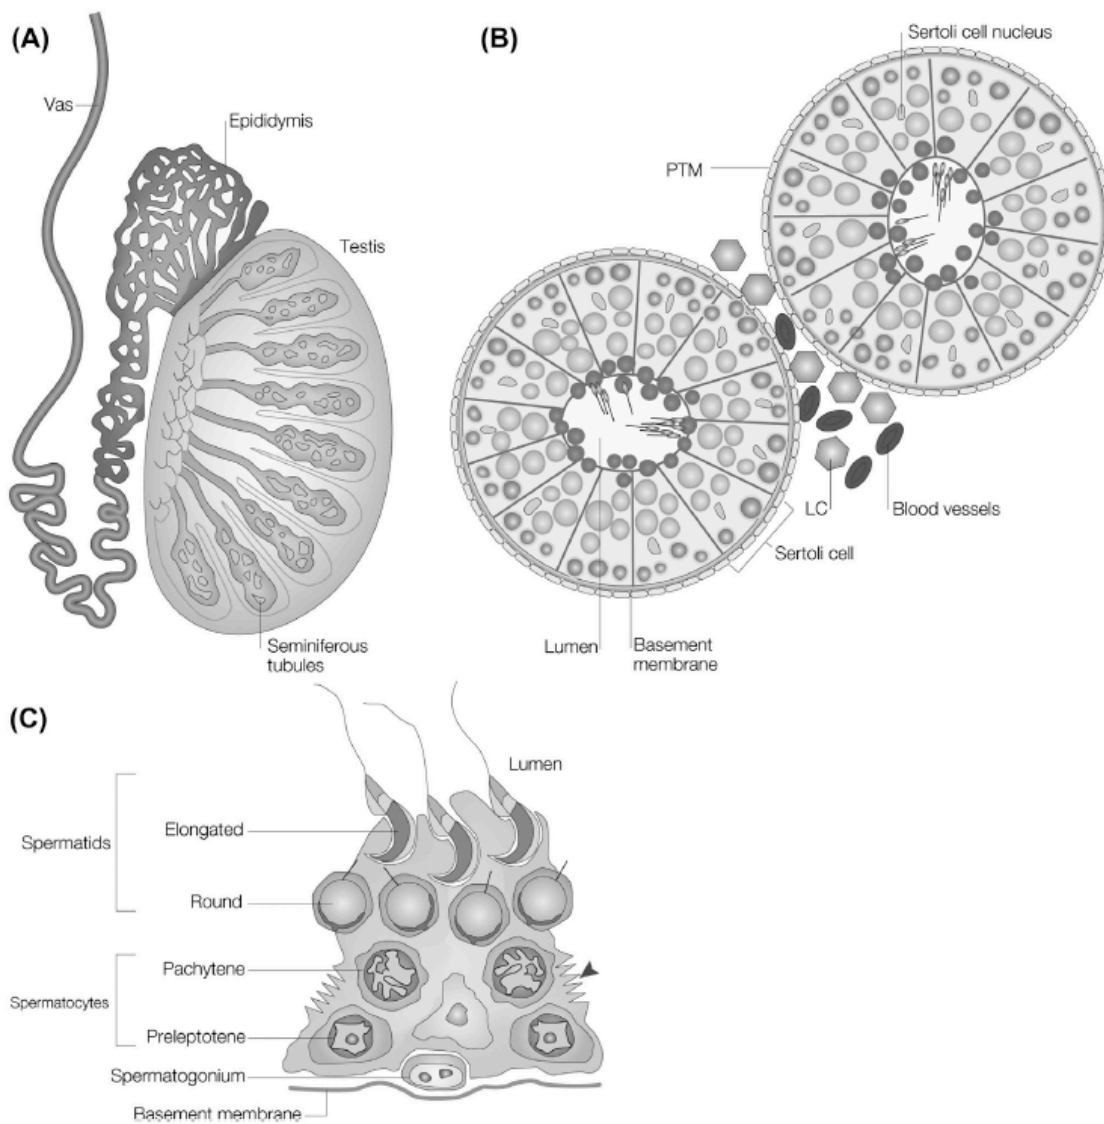 (A)
Vas
Epididymis
Testis
Seminiferous
tubules
(B)
Sertoli cell nucleus
PTM
LC
Blood vessels
Sertoli cell
Lumen
Basement
membrane
(C)
Lumen
Spermatids
Elongated
Round
Spermatocytes
Pachytene
Preleptotene
Spermatogonium
Basement membrane